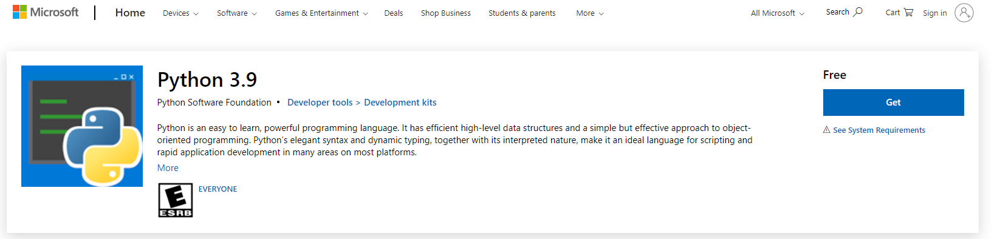 Microsoft Home Devices Software Games & Entertainment Deals Shop Business Students & parents More All Microsoft Search Cart Sign in
Python 3.9
Free
Python Software Foundation • Developer tools > Development kits
Get
Python is an easy to learn, powerful programming language. It has efficient high-level data structures and a simple but effective approach to object-
oriented programming. Python’s elegant syntax and dynamic typing, together with its interpreted nature, make it an ideal language for scripting and
rapid application development in many areas on most platforms.
See System Requirements
More
E
EVERYONE
ESRB